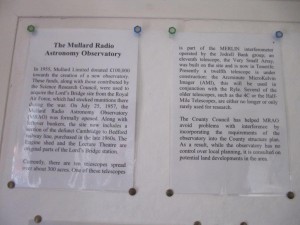 The Mullard Radio
Astronomy Observatory
In 1955, Mullard Limited donated £100,000
towards the creation of a new observatory.
These funds, along with those contributed by
the Science Research Council, were used to
acquire the Lord's Bridge site from the Royal
Air Force, which had stocked munitions there
during the war. On July 25, 1957, the
Mullard Radio Astronomy Observatory
(MRAO) was formally opened. Along with
various bunkers, the site now includes a
section of the defunct Cambridge to Bedford
railway line, purchased in the late 1960s. The
Engine shed and the Lecture Theatre are
original parts of the Lord's Bridge station.
Currently, there are six telescopes spread
over about 300 acres. One of these telescopes
is part of the MERLIN interferometer
operated by the Jodrell Bank group; an
eleventh telescope, the Very Small Array,
was built on the site and is now in Tenerife.
Presently a twelfth telescope is under
construction: the Arcminute MicroKelvin
Imager (AMI), this will be used in
conjunction with the Ryle. Several of the
older telescopes, such as the 4C or the Half-
Mile Telescopes, are either no longer or only
rarely used for research.
The County Council has helped MRAO
avoid problems with interference by
incorporating the requirements of the
observatory into the County structure plan.
As a result, while the observatory has no
control over local planning, it is consulted on
potential land developments in the area.